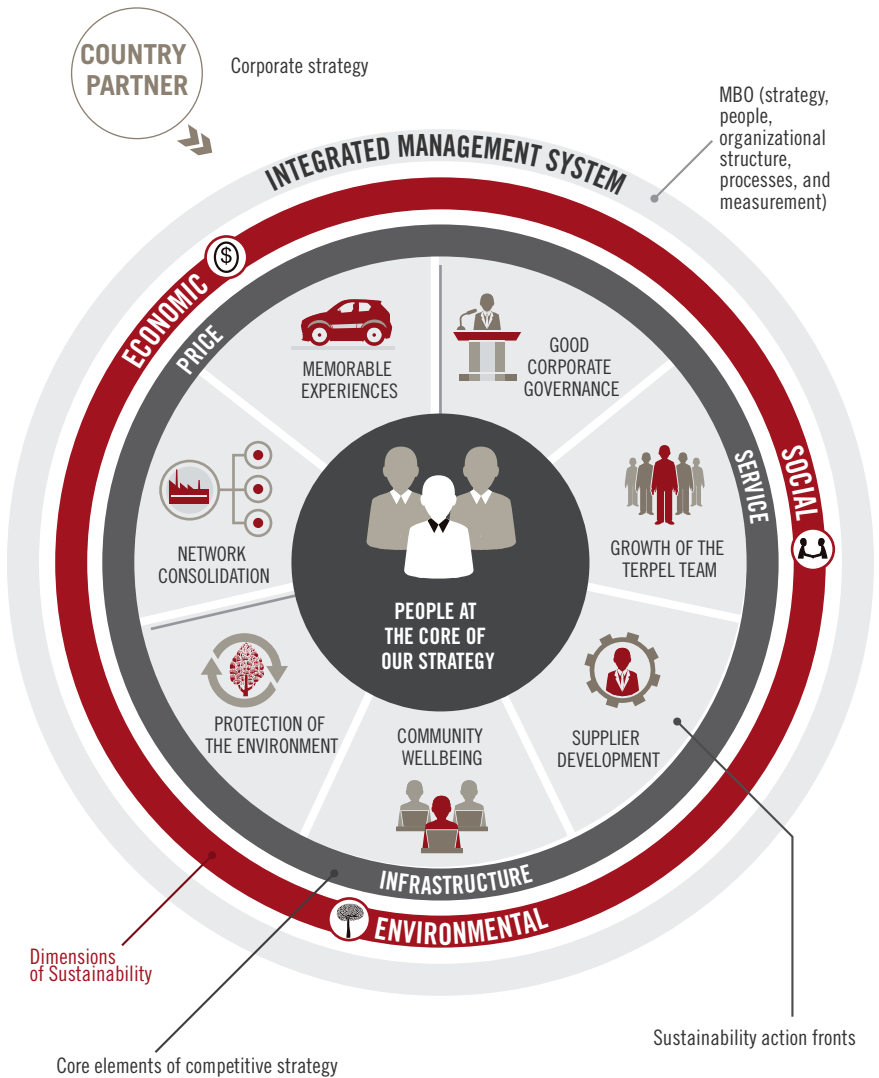 COUNTRY
PARTNER
Corporate strategy
MBO (strategy,
people,
organizational
structure,
processes, and
measurement)
INTEGRATED MANAGEMENT SYSTEM
ECONOMIC
$
PRICE
MEMORABLE
EXPERIENCES
GOOD
CORPORATE
GOVERNANCE
SERVICE
SOCIAL
NETWORK
CONSOLIDATION
GROWTH OF THE
TERPEL TEAM
PEOPLE AT
THE CORE OF
OUR STRATEGY
PROTECTION OF
THE ENVIRONMENT
COMMUNITY
WELLBEING
SUPPLIER
DEVELOPMENT
INFRASTRUCTURE
ENVIRONMENTAL
Dimensions
of Sustainability
Sustainability action fronts
Core elements of competitive strategy